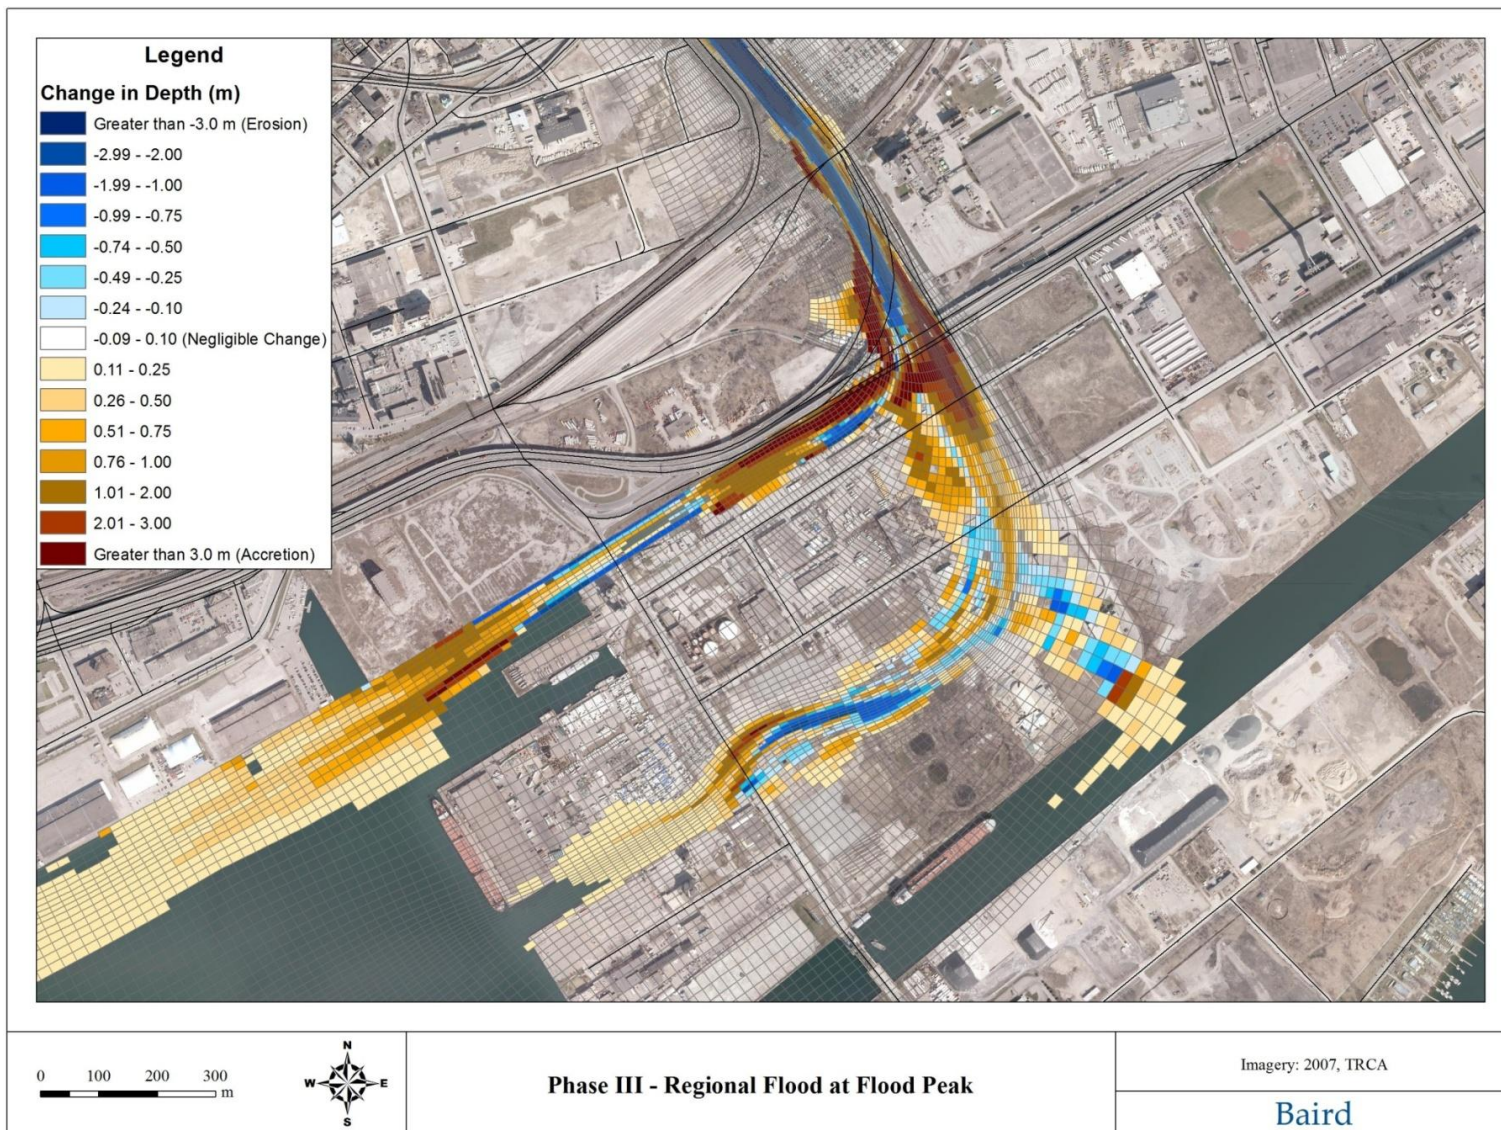 Legend
Change in Depth (m)
Greater than -3.0 m (Erosion)
-2.99 - -2.00
-1.99 - -1.00
-0.99 - -0.75
-0.74 - -0.50
-0.49 - -0.25
-0.24 - -0.10
-0.09 - 0.10 (Negligible Change)
0.11 - 0.25
0.26 - 0.50
0.51 - 0.75
0.76 - 1.00
1.01 - 2.00
2.01 - 3.00
Greater than 3.0 m (Accretion)
0 100 200 300
m
N
W E
S
Phase III - Regional Flood at Flood Peak
Imagery: 2007, TRCA
Baird